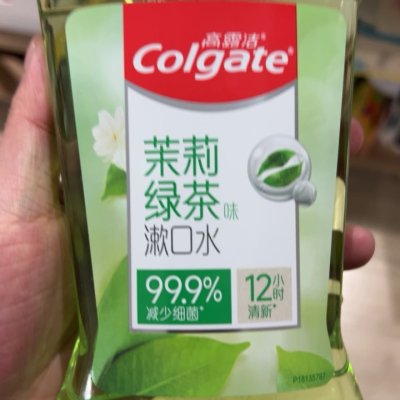 高露洁®
Colgate®
茉莉
绿茶味
漱口水
99.9%
减少细菌*
12小时
清新*
P18135787